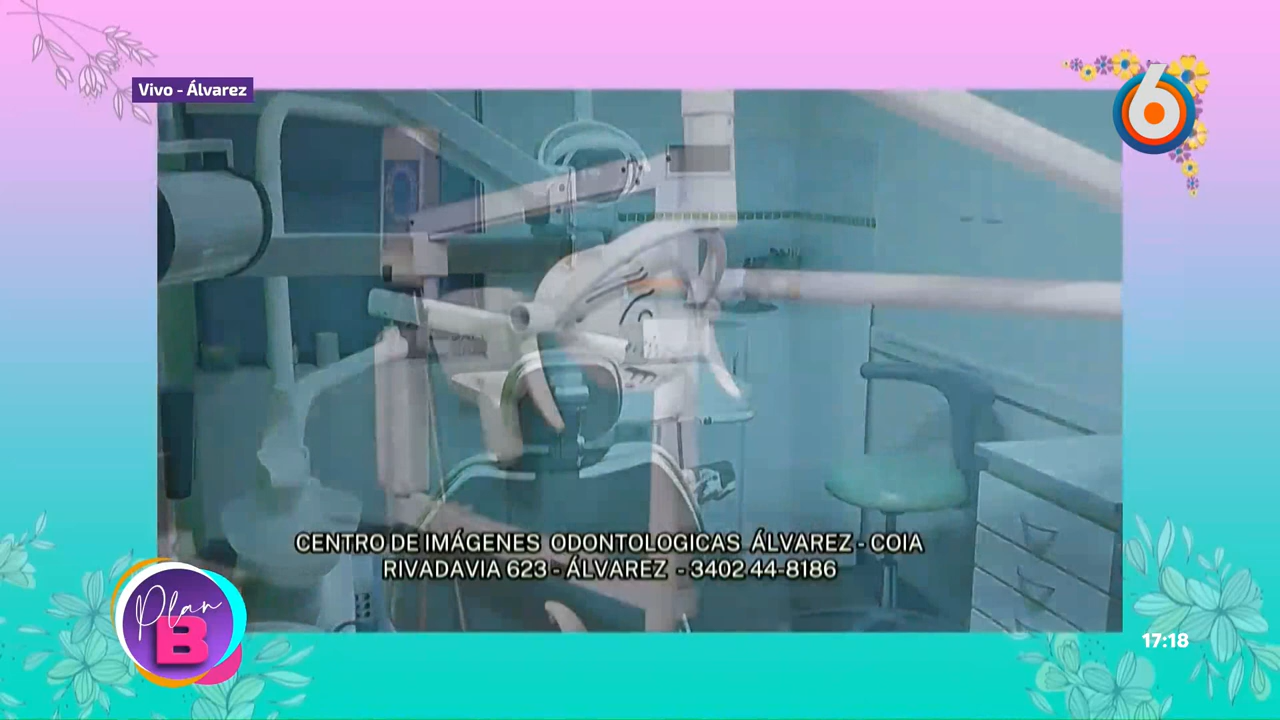 Vivo - Álvarez
6
CENTRO DE IMÁGENES ODONTOLOGICAS ÁLVAREZ - COIA
RIVADAVIA 623 - ÁLVAREZ - 3402 44-8186
Plan
B
17:18